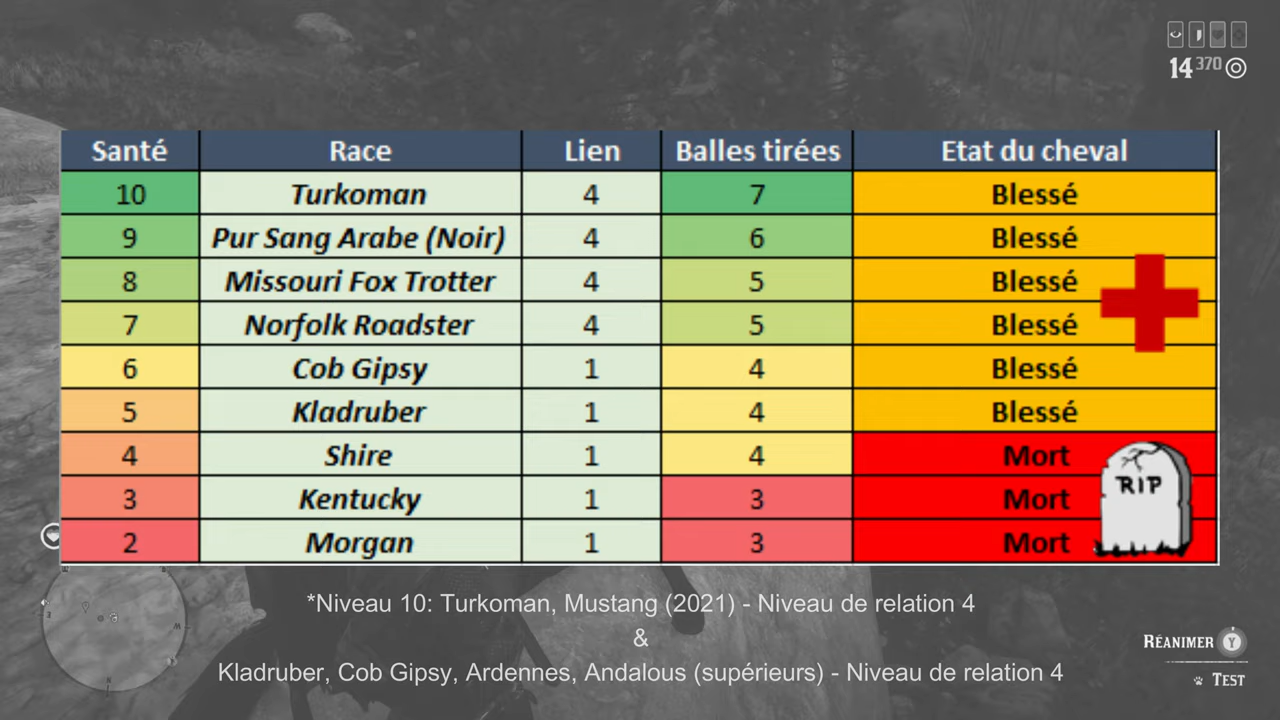 14 370
Santé Race Lien Balles tirées Etat du cheval
10 Turkoman 4 7 Blessé
9 Pur Sang Arabe (Noir) 4 6 Blessé
8 Missouri Fox Trotter 4 5 Blessé
7 Norfolk Roadster 4 5 Blessé
6 Cob Gipsy 1 4 Blessé
5 Kladruber 1 4 Blessé
4 Shire 1 4 Mort
3 Kentucky 1 3 Mort
2 Morgan 1 3 Mort
RIP
*Niveau 10: Turkoman, Mustang (2021) - Niveau de relation 4
&
Kladruber, Cob Gipsy, Ardennes, Andalous (supérieurs) - Niveau de relation 4
RÉANIMER Y
TEST